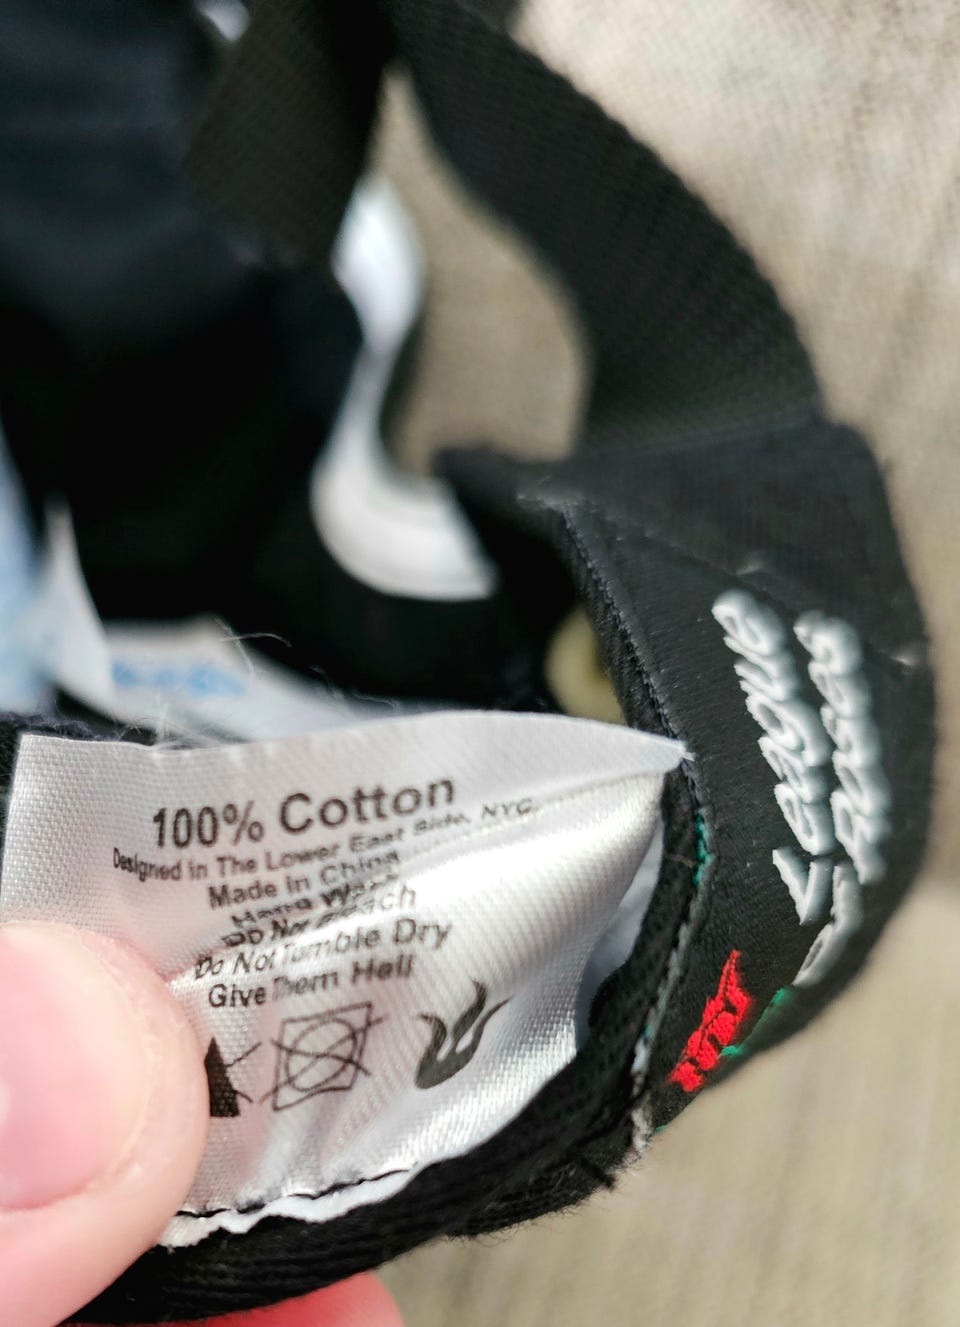 100% Cotton
Designed in The Lower East Side, NYC.
Made in China
Hand Wash
Do Not Bleach
Do Not Tumble Dry
Give Them Hell
League